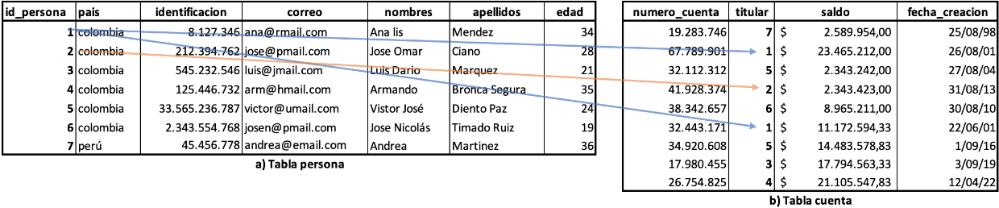 id_persona pais identificacion correo nombres apellidos edad
1 colombia 8.127.346 ana@rmail.com Ana lis Mendez 34
2 colombia 212.394.762 jose@pmail.com Jose Omar Ciano 28
3 colombia 545.232.546 luis@jmail.com Luis Dario Marquez 21
4 colombia 125.446.732 arm@hmail.com Armando Bronca Segura 35
5 colombia 33.565.236.787 victor@umail.com Vistor José Diento Paz 24
6 colombia 2.343.554.768 josen@pmail.com Jose Nicolás Timado Ruiz 19
7 perú 45.456.778 andrea@email.com Andrea Martinez 36
a) Tabla persona
numero_cuenta titular saldo fecha_creacion
19.283.746 7 $ 2.589.954,00 25/08/98
67.789.901 1 $ 23.465.212,00 26/08/01
32.112.312 5 $ 2.343.242,00 27/08/04
41.928.374 2 $ 2.343.423,00 31/08/13
38.342.657 6 $ 8.965.211,00 30/08/10
32.443.171 1 $ 11.172.594,33 22/06/01
34.920.608 5 $ 14.483.578,83 1/09/16
17.980.455 3 $ 17.794.563,33 3/09/19
26.754.825 4 $ 21.105.547,83 12/04/22
b) Tabla cuenta